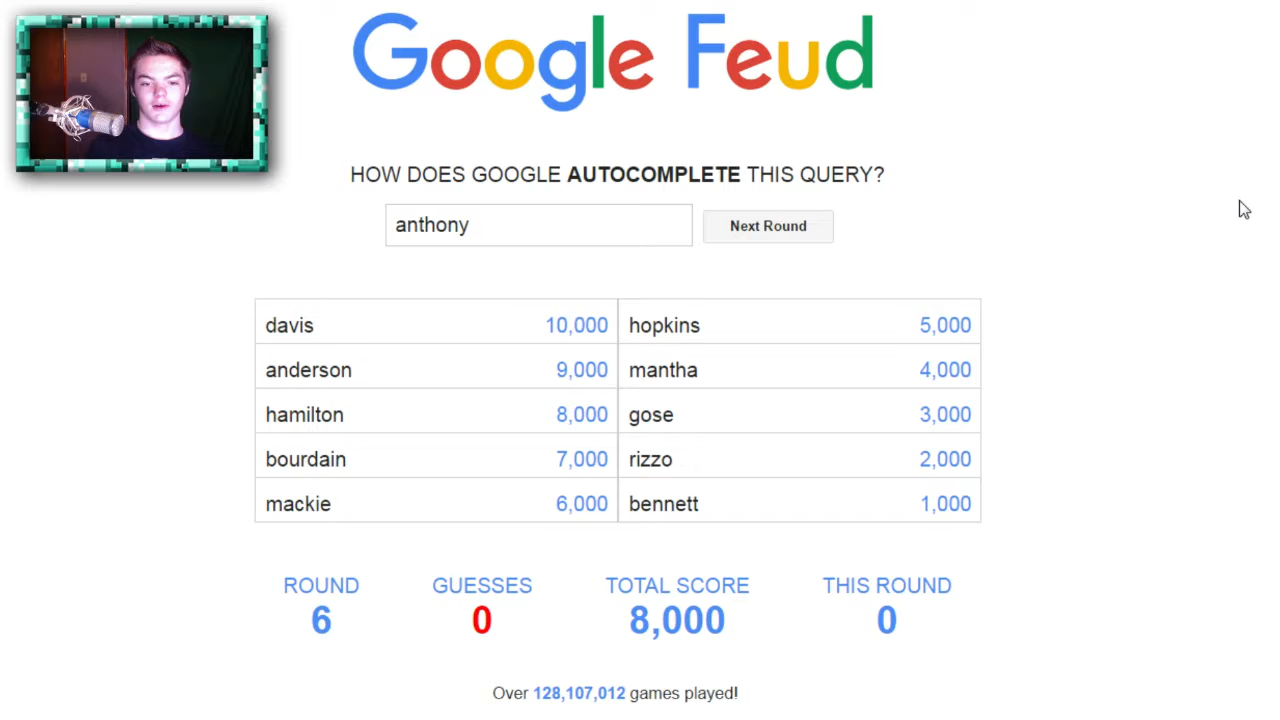 Google Feud
HOW DOES GOOGLE AUTOCOMPLETE THIS QUERY?
anthony
Next Round
davis 10,000 hopkins 5,000
anderson 9,000 mantha 4,000
hamilton 8,000 gose 3,000
bourdain 7,000 rizzo 2,000
mackie 6,000 bennett 1,000
ROUND GUESSES TOTAL SCORE THIS ROUND
6 0 8,000 0
Over 128,107,012 games played!